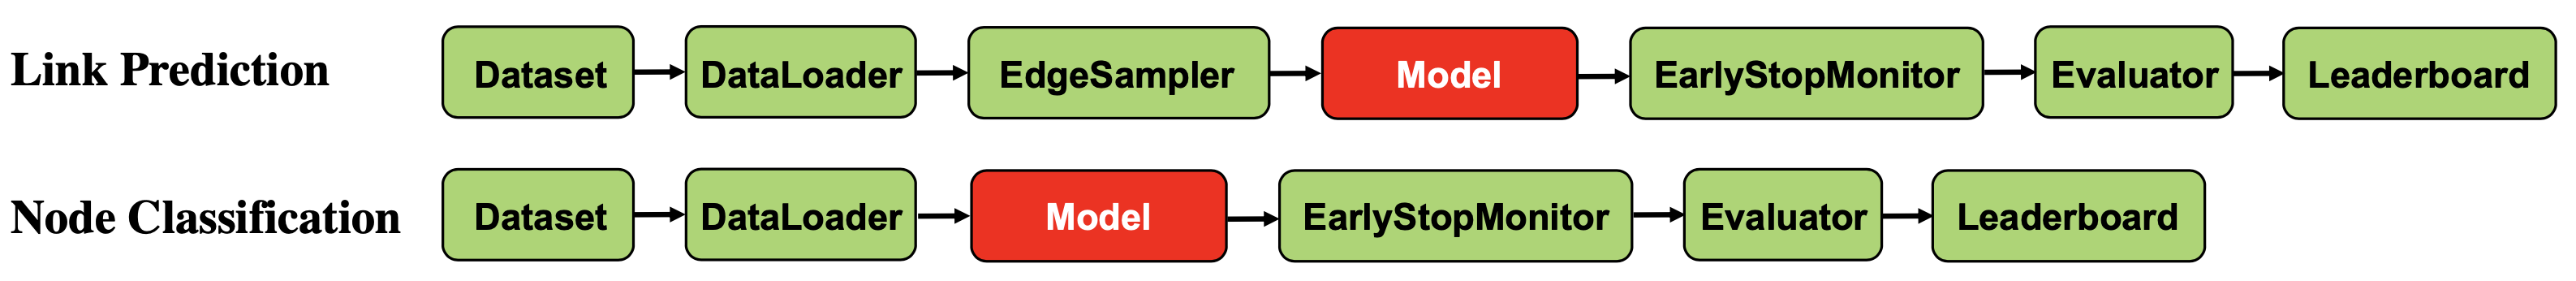 Link Prediction Dataset DataLoader EdgeSampler Model EarlyStopMonitor Evaluator Leaderboard
Node Classification Dataset DataLoader Model EarlyStopMonitor Evaluator Leaderboard